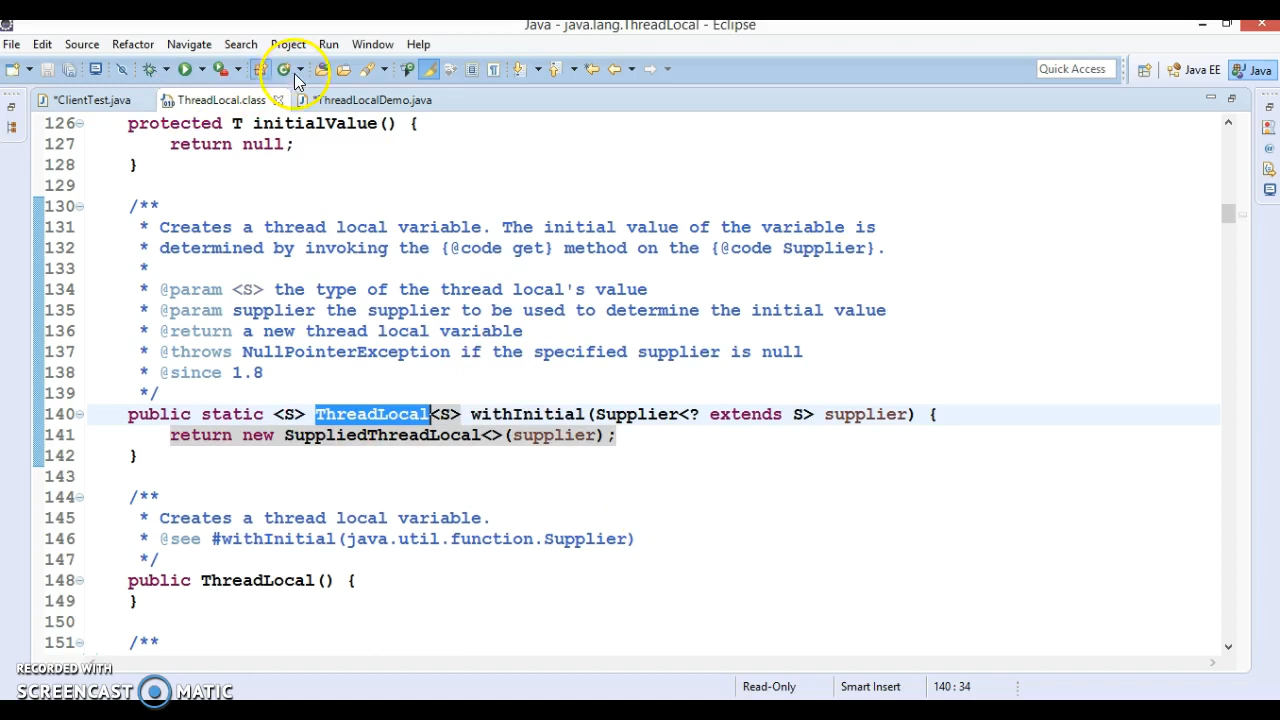 Java - java.lang.ThreadLocal - Eclipse
File Edit Source Refactor Navigate Search Project Run Window Help
Quick Access Java EE Java
*ClientTest.java ThreadLocal.class *ThreadLocalDemo.java
126 protected T initialValue() {
127 return null;
128 }
129
130 /**
131 * Creates a thread local variable. The initial value of the variable is
132 * determined by invoking the {@code get} method on the {@code Supplier}.
133 *
134 * @param <S> the type of the thread local's value
135 * @param supplier the supplier to be used to determine the initial value
136 * @return a new thread local variable
137 * @throws NullPointerException if the specified supplier is null
138 * @since 1.8
139 */
140 public static <S> ThreadLocal<S> withInitial(Supplier<? extends S> supplier) {
141 return new SuppliedThreadLocal<>(supplier);
142 }
143
144 /**
145 * Creates a thread local variable.
146 * @see #withInitial(java.util.function.Supplier)
147 */
148 public ThreadLocal() {
149 }
150
151 /**
RECORDED WITH
SCREENCAST MATIC
Read-Only Smart Insert 140 : 34